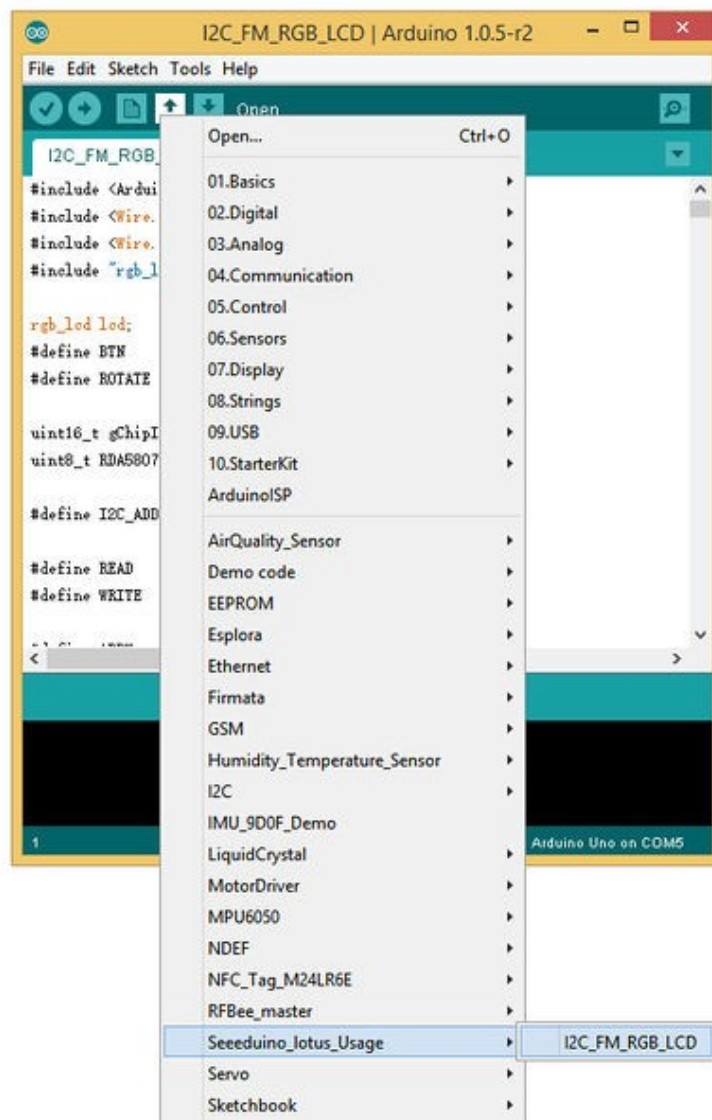 I2C_FM_RGB_LCD | Arduino 1.0.5-r2
File Edit Sketch Tools Help
Open
I2C_FM_RGB_
#include <Ardui
#include <Wire.
#include <Wire.
#include "rgb_l
rgb_lcd lcd;
#define BTN
#define ROTATE
uint16_t gChipI
uint8_t RDA5807
#define I2C_ADD
#define READ
#define WRITE
Open... Ctrl+O
01.Basics
02.Digital
03.Analog
04.Communication
05.Control
06.Sensors
07.Display
08.Strings
09.USB
10.StarterKit
ArduinoISP
AirQuality_Sensor
Demo code
EEPROM
Esplora
Ethernet
Firmata
GSM
Humidity_Temperature_Sensor
I2C
IMU_9D0F_Demo
LiquidCrystal
MotorDriver
MPU6050
NDEF
NFC_Tag_M24LR6E
RFBee_master
Seeeduino_lotus_Usage
I2C_FM_RGB_LCD
Servo
Sketchbook
1
Arduino Uno on COM5